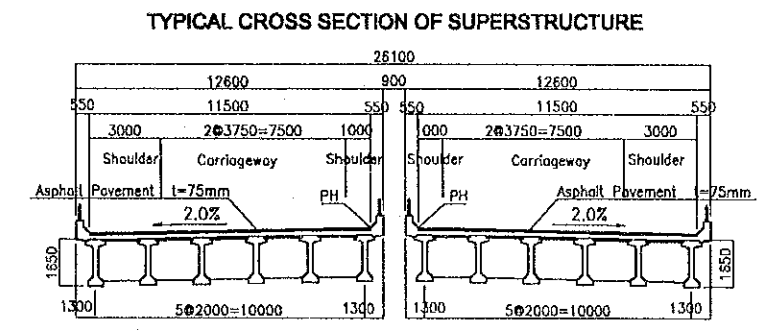 TYPICAL CROSS SECTION OF SUPERSTRUCTURE
26100
12600 900 12600
550 11500 550 550 11500 550
3000 2@3750=7500 1000 1000 2@3750=7500 3000
Shoulder Carriageway Shoulder Shoulder Carriageway Shoulder
Asphalt Pavement t=75mm PH PH Asphalt Pavement t=75mm
2.0% 2.0%
1650 1650
1300 5@2000=10000 1300 1300 5@2000=10000 1300